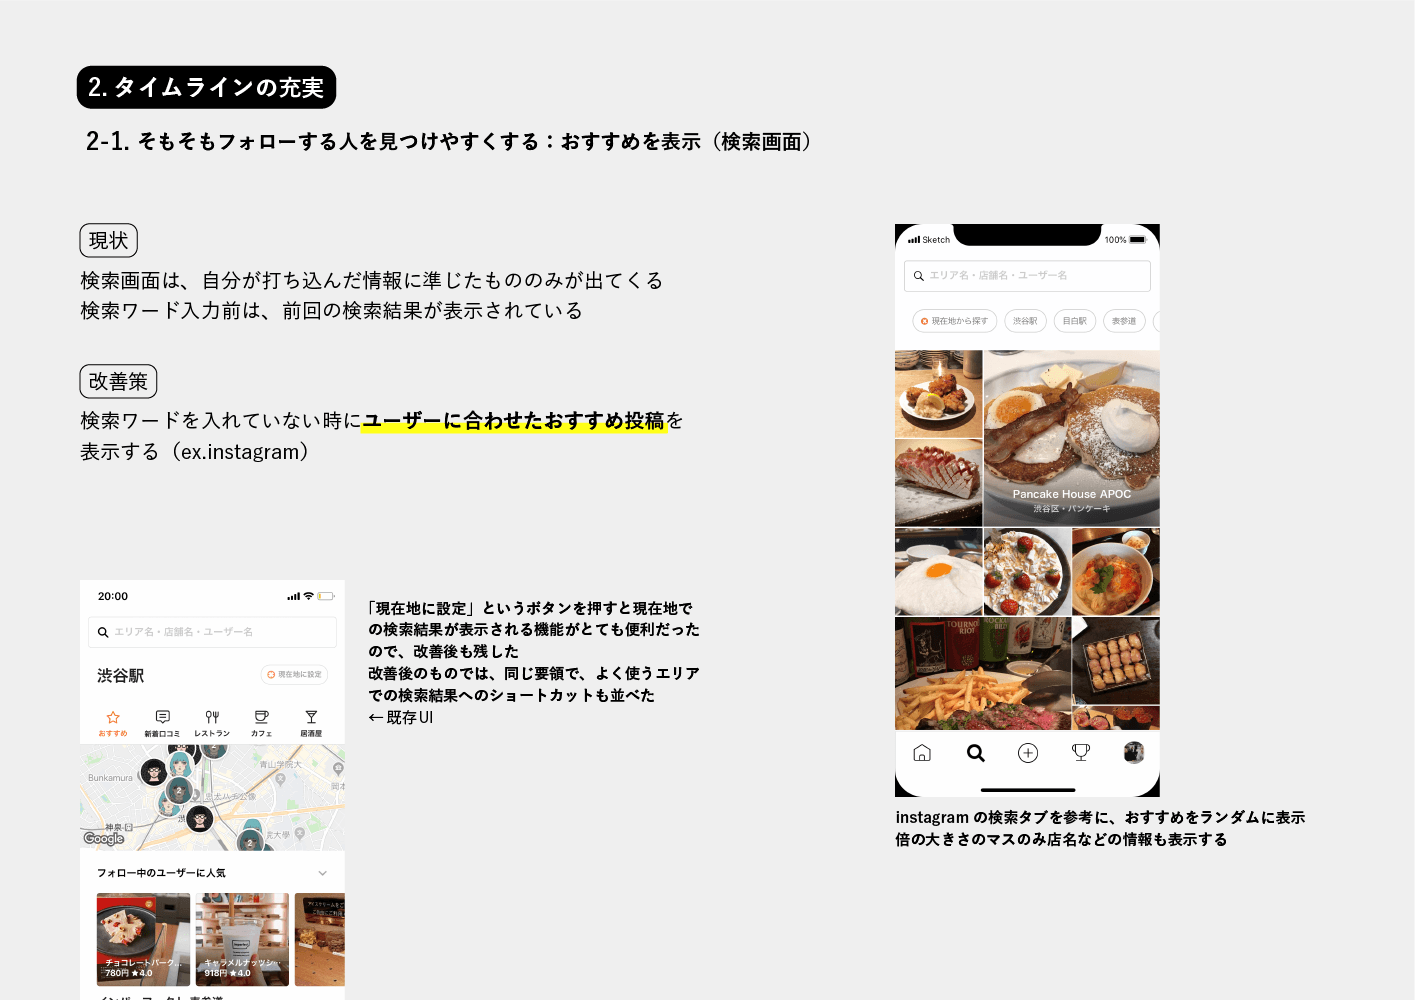 2. タイムラインの充実
2-1. そもそもフォローする人を見つけやすくする：おすすめを表示（検索画面）
現状
検索画面は、自分が打ち込んだ情報に準じたもののみが出てくる
検索ワード入力前は、前回の検索結果が表示されている
改善策
検索ワードを入れていない時にユーザーに合わせたおすすめ投稿を
表示する（ex.instagram）
20:00
エリア名・店舗名・ユーザー名
渋谷駅
現在地に設定
おすすめ
新着口コミ
レストラン
カフェ
居酒屋
青山学院大
Bunkamura
忠犬ハチ公像
神泉
Google
フォロー中のユーザーに人気
チョコレートパーク...
780円 ★4.0
キャラメルナッツシ...
918円 ★4.0
「現在地に設定」というボタンを押すと現在地で
の検索結果が表示される機能がとても便利だった
ので、改善後も残した
改善後のものでは、同じ要領で、よく使うエリア
での検索結果へのショートカットも並べた
←既存UI
Sketch
100%
エリア名・店舗名・ユーザー名
現在地から探す
渋谷駅
目白駅
表参道
Pancake House APOC
渋谷区・パンケーキ
instagram の検索タブを参考に、おすすめをランダムに表示
倍の大きさのマスのみ店名などの情報も表示する